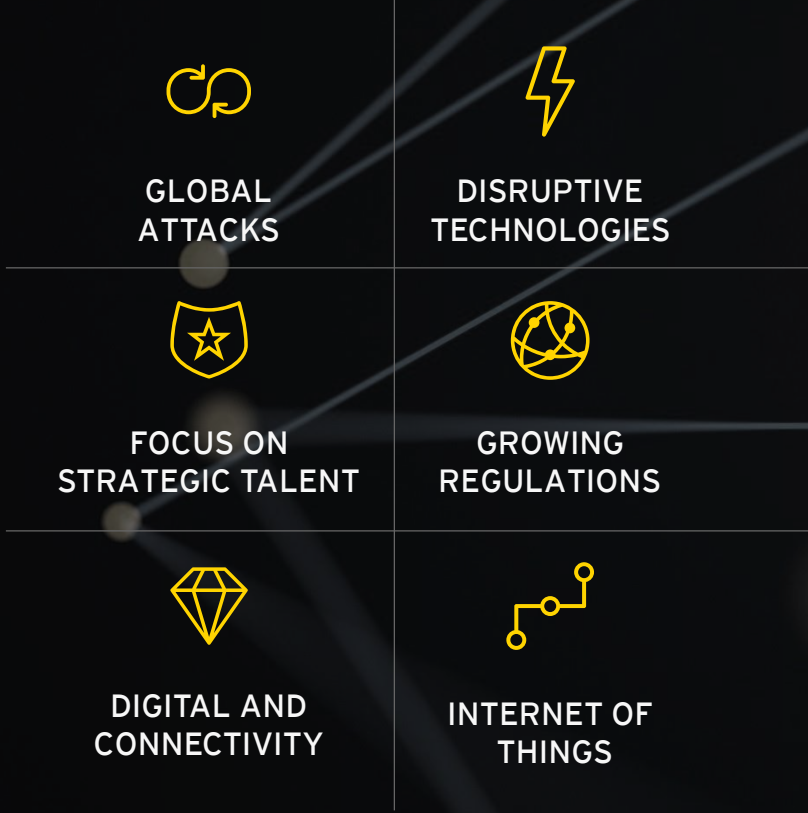 GLOBAL
ATTACKS
DISRUPTIVE
TECHNOLOGIES
FOCUS ON
STRATEGIC TALENT
GROWING
REGULATIONS
DIGITAL AND
CONNECTIVITY
INTERNET OF
THINGS